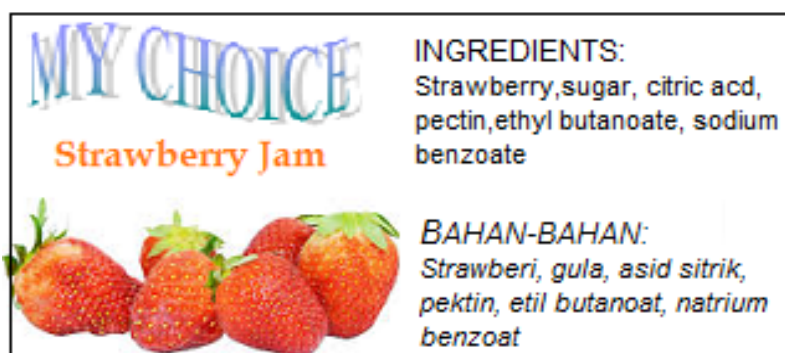 MY CHOICE
Strawberry Jam
INGREDIENTS:
Strawberry,sugar, citric acd,
pectin,ethyl butanoate, sodium
benzoate
BAHAN-BAHAN:
Strawberi, gula, asid sitrik,
pektin, etil butanoat, natrium
benzoat